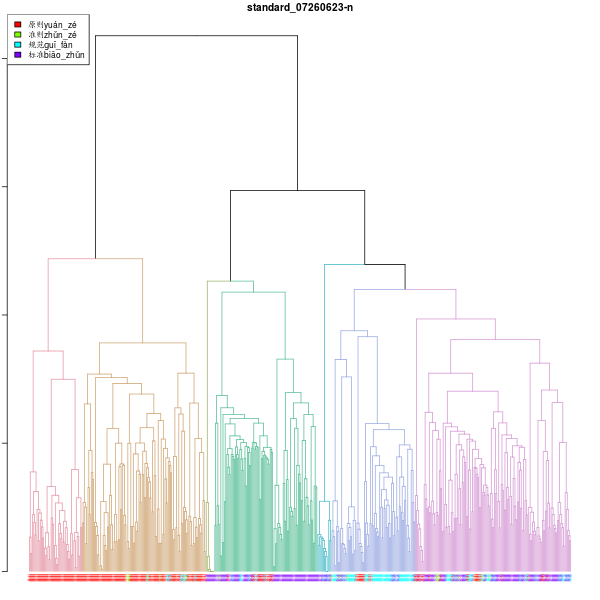 standard_07260623-n
原则yuán_zé
准则zhǔn_zé
规范guī_fàn
标准biāo_zhǔn